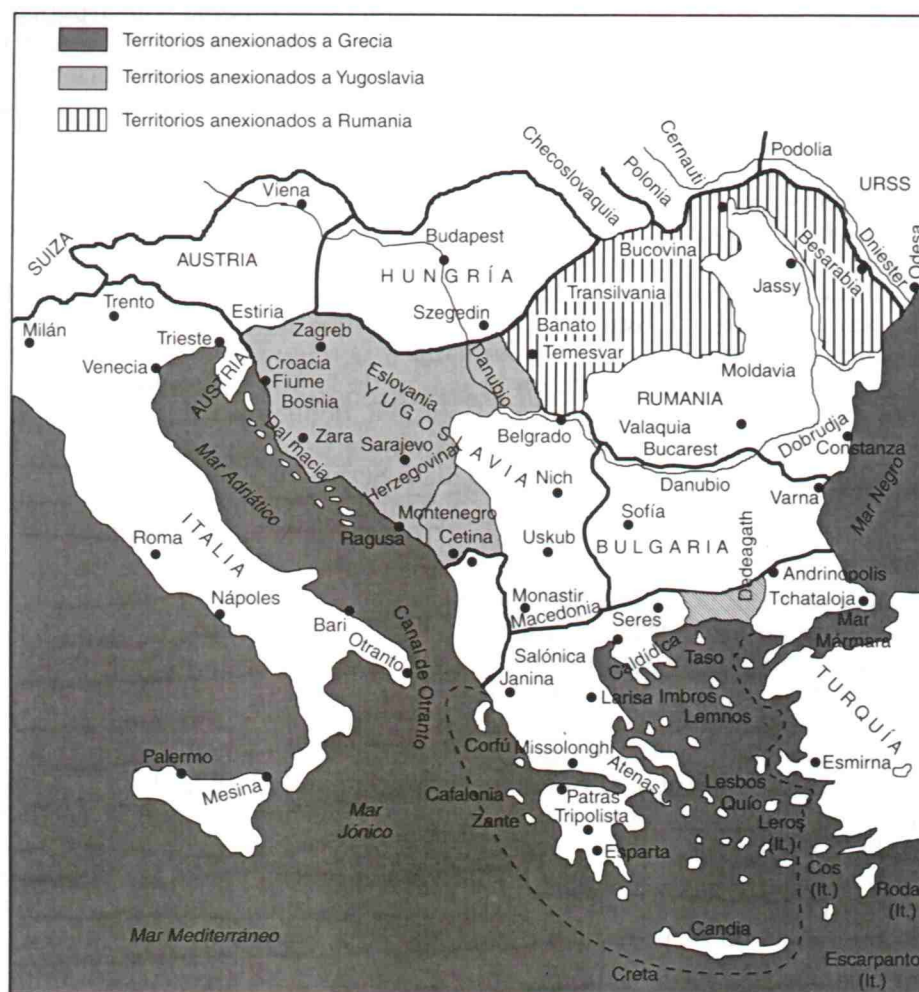 Territorios anexionados a Grecia
Territorios anexionados a Yugoslavia
Territorios anexionados a Rumania
Checoslovaquia
Polonia
Cernauti
Podolia
URSS
Viena
SUIZA
AUSTRIA
Budapest
HUNGRÍA
Bucovina
Besarabia
Dniester
Odesa
Transilvania
Jassy
Trento
Estiria
Szegedin
Milán
Trieste
Zagreb
Banato
Temesvar
Venecia
AUSTRIA
Croacia
Fiume
Bosnia
Eslovania
YUGOSLAVIA
Danubio
Moldavia
RUMANIA
Zara
Dalmacia
Sarajevo
Belgrado
Valaquia
Bucarest
Dobrudja
Constanza
Mar Adriático
Herzegovina
Nich
Danubio
Varna
Mar Negro
Montenegro
Sofía
Ragusa
Cetina
BULGARIA
ITALIA
Roma
Uskub
Dedeagath
Andrinopolis
Tchataloja
Nápoles
Bari
Monastir
Macedonia
Seres
Mar
Mármara
Otranto
Canal de Otranto
Salónica
Caldídica
Taso
Janina
Larisa
Imbros
Lemnos
TURQUÍA
Corfú
Missolonghi
Atenas
Esmirna
Palermo
Mesina
Cafalonia
Patras
Lesbos
Quío
Zante
Tripolista
Leros
(It.)
Mar
Jónico
Esparta
Cos
(It.)
Roda
(It.)
Candia
Mar Mediterráneo
Creta
Escarpanto
(It.)